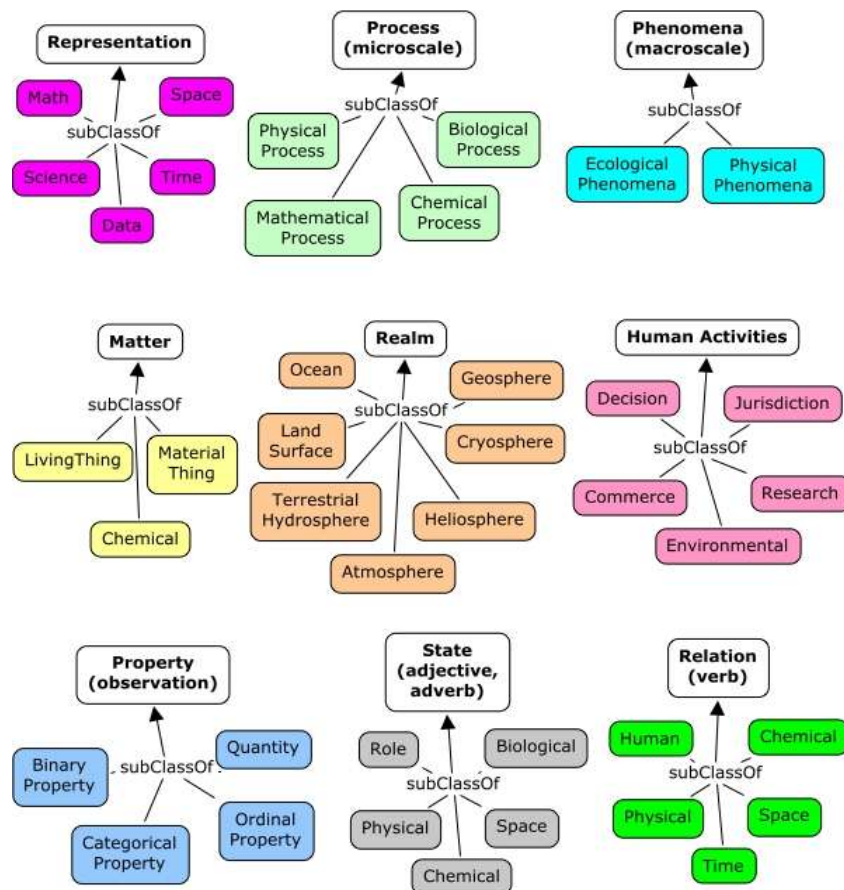 Representation
Math
Space
subClassOf
Science
Time
Data
Process
(microscale)
subClassOf
Physical
Process
Biological
Process
Mathematical
Process
Chemical
Process
Phenomena
(macroscale)
subClassOf
Ecological
Phenomena
Physical
Phenomena
Matter
subClassOf
LivingThing
Material
Thing
Chemical
Realm
Ocean
Geosphere
subClassOf
Land
Surface
Cryosphere
Terrestrial
Hydrosphere
Heliosphere
Atmosphere
Human Activities
Decision
Jurisdiction
subClassOf
Commerce
Research
Environmental
Property
(observation)
Quantity
Binary
Property
subClassOf
Categorical
Property
Ordinal
Property
State
(adjective,
adverb)
Role
Biological
subClassOf
Physical
Space
Chemical
Relation
(verb)
Human
Chemical
subClassOf
Physical
Space
Time